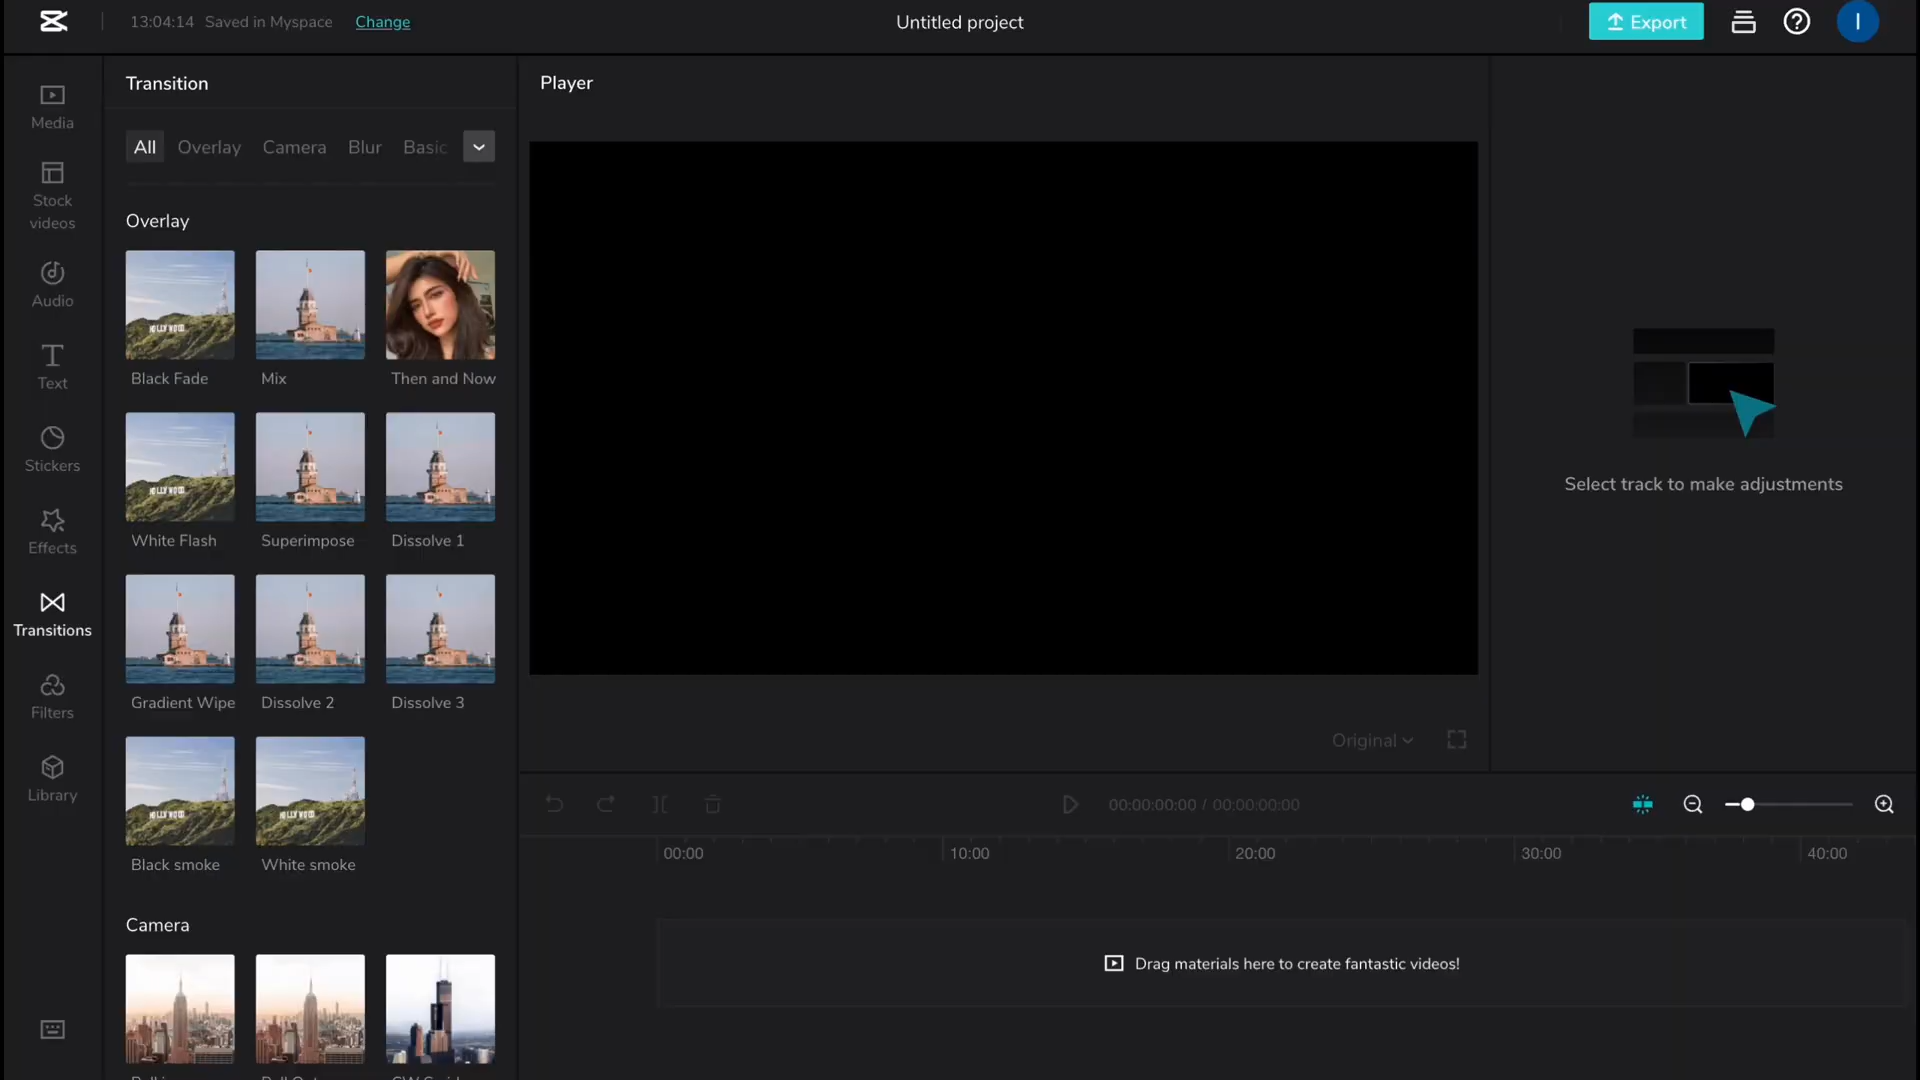 13:04:14 Saved in Myspace Change
Untitled project
Export
I
Media
Stock
videos
Audio
Text
Stickers
Effects
Transitions
Filters
Library
Transition
All Overlay Camera Blur Basic
Overlay
Black Fade Mix Then and Now
White Flash Superimpose Dissolve 1
Gradient Wipe Dissolve 2 Dissolve 3
Black smoke White smoke
Camera
Player
Original
Select track to make adjustments
00:00:00:00 / 00:00:00:00
00:00 10:00 20:00 30:00 40:00
Drag materials here to create fantastic videos!